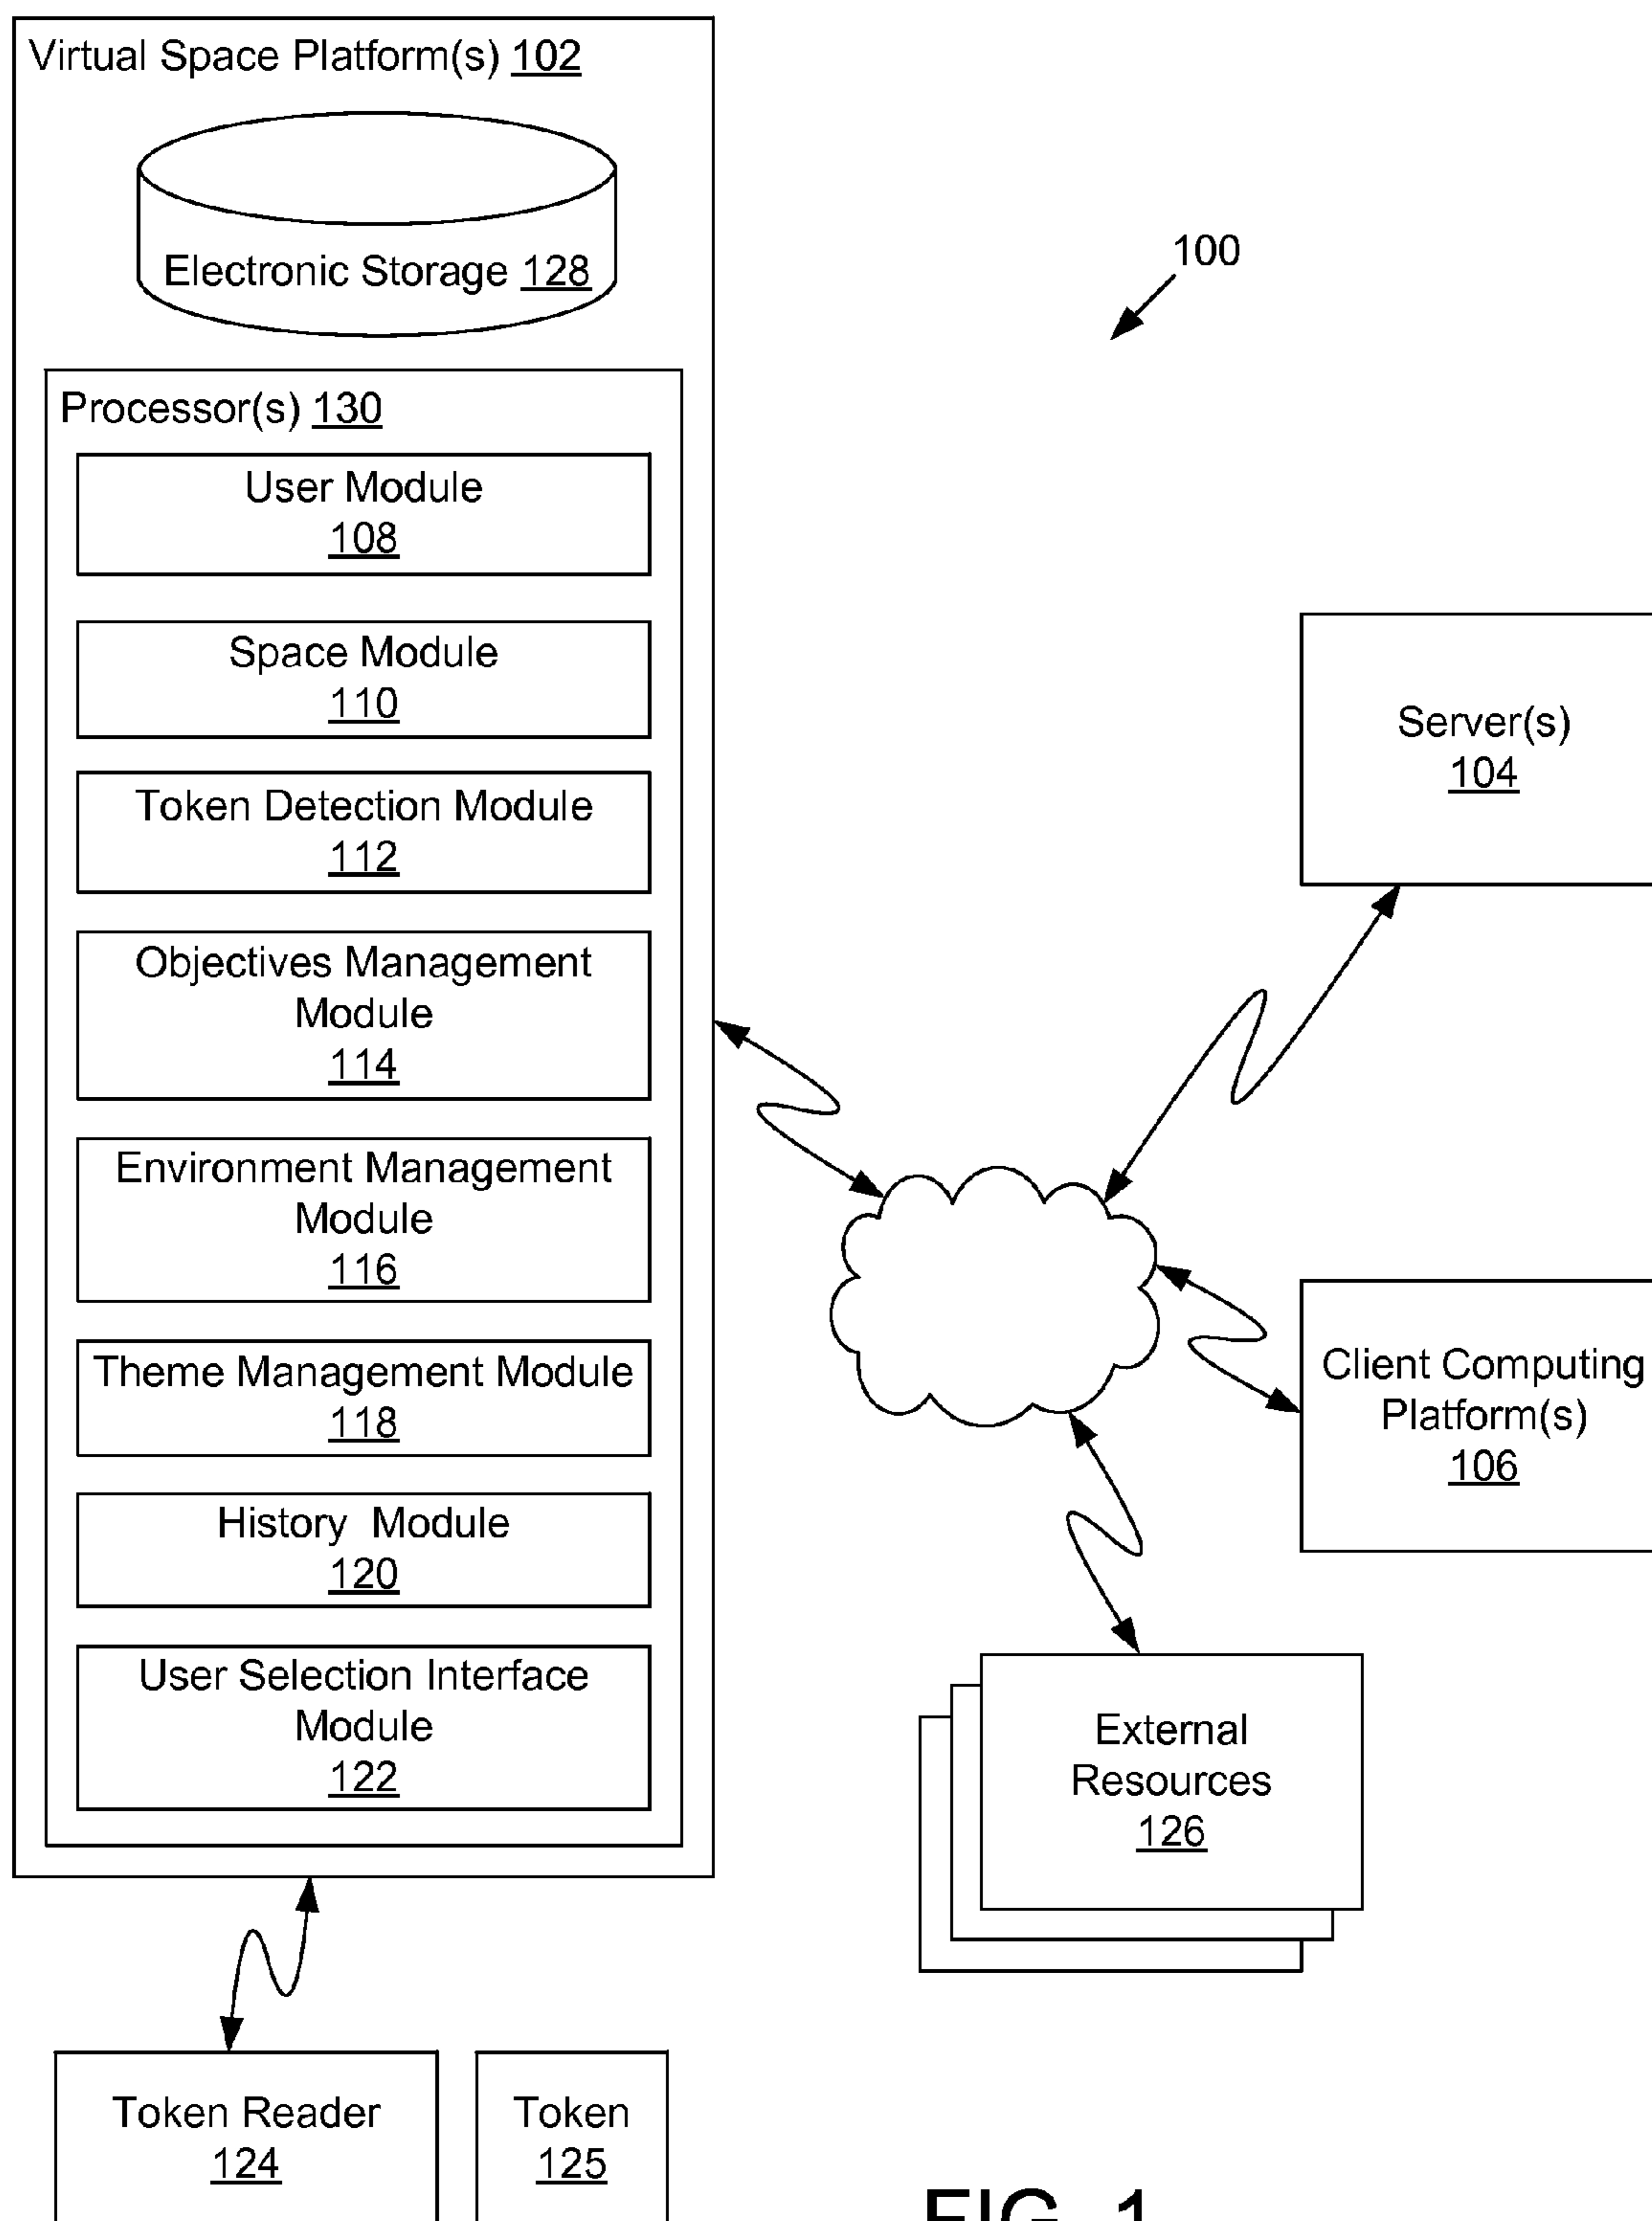 Virtual Space Platform(s) 102
Electronic Storage 128
100
Processor(s) 130
User Module
108
Space Module
110
Token Detection Module
112
Objectives Management
Module
114
Environment Management
Module
116
Theme Management Module
118
History Module
120
User Selection Interface
Module
122
Server(s)
104
Client Computing
Platform(s)
106
External
Resources
126
Token Reader
124
Token
125
FIG. 1